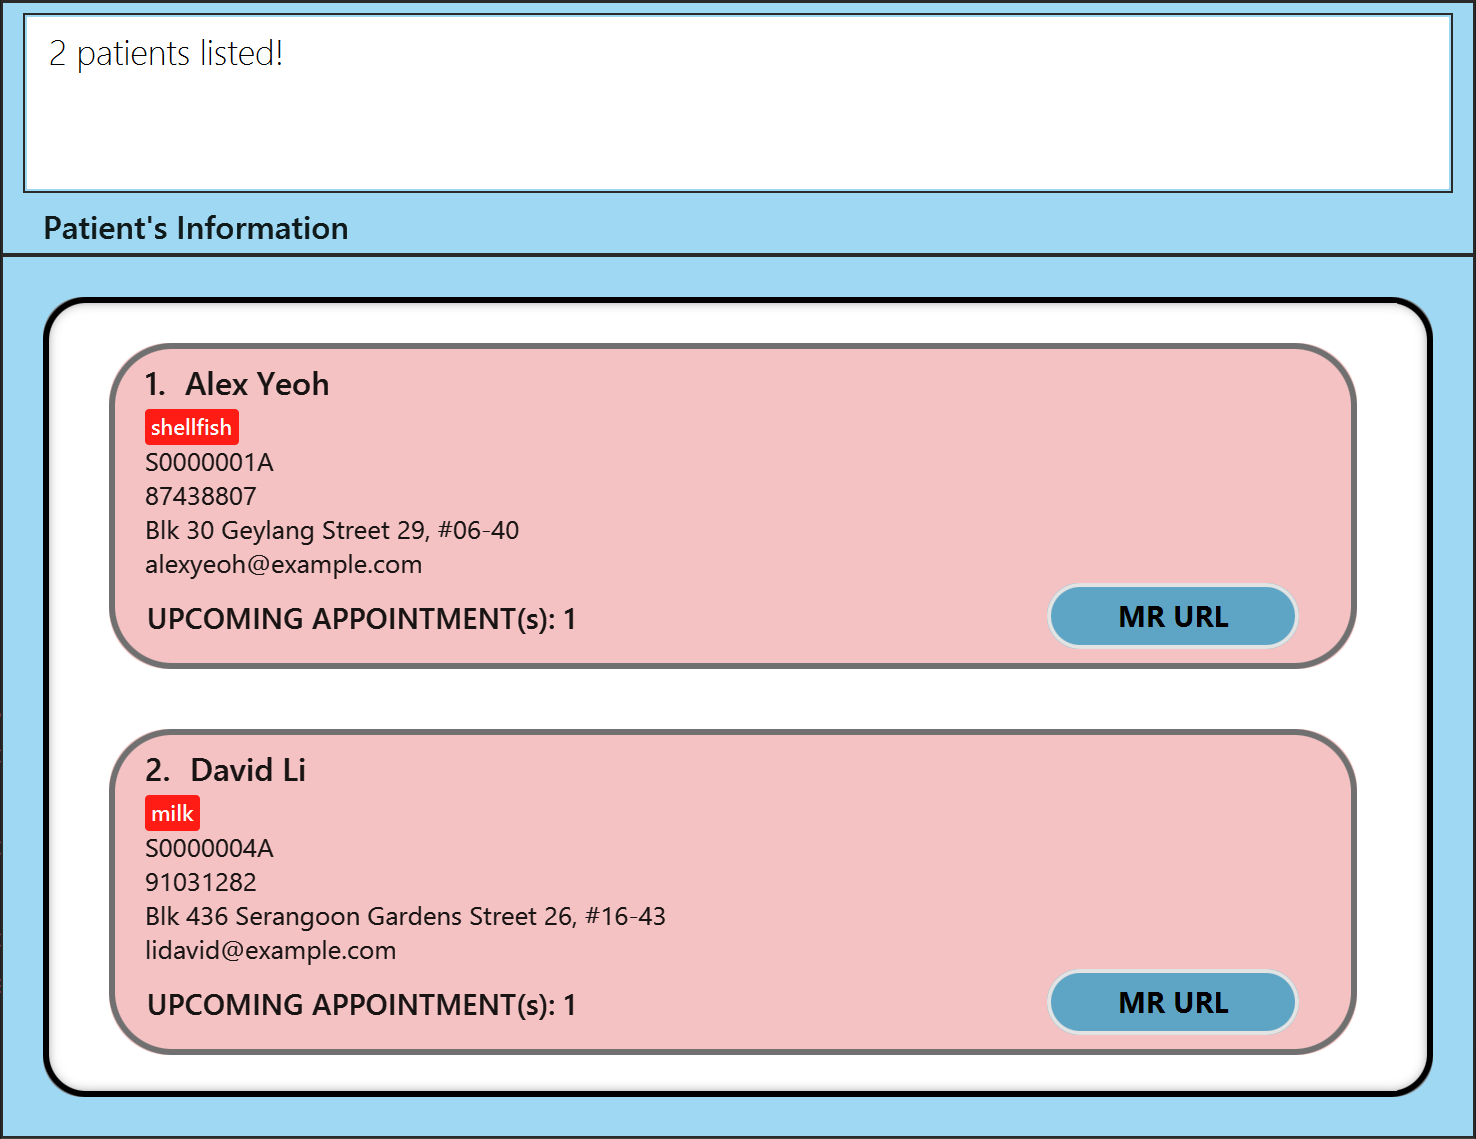 2 patients listed!
Patient's Information
1. Alex Yeoh
shellfish
S0000001A
87438807
Blk 30 Geylang Street 29, #06-40
alexyeoh@example.com
UPCOMING APPOINTMENT(s): 1
MR URL
2. David Li
milk
S0000004A
91031282
Blk 436 Serangoon Gardens Street 26, #16-43
lidavid@example.com
UPCOMING APPOINTMENT(s): 1
MR URL